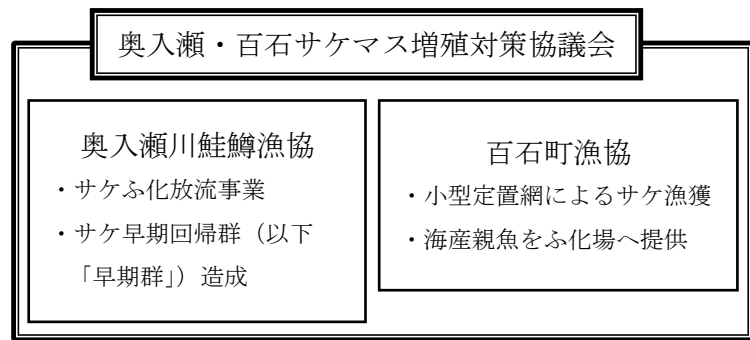 奥入瀬・百石サケマス増殖対策協議会
奥入瀬川鮭鱒漁協
・サケふ化放流事業
・サケ早期回帰群（以下
「早期群」）造成
百石町漁協
・小型定置網によるサケ漁獲
・海産親魚をふ化場へ提供